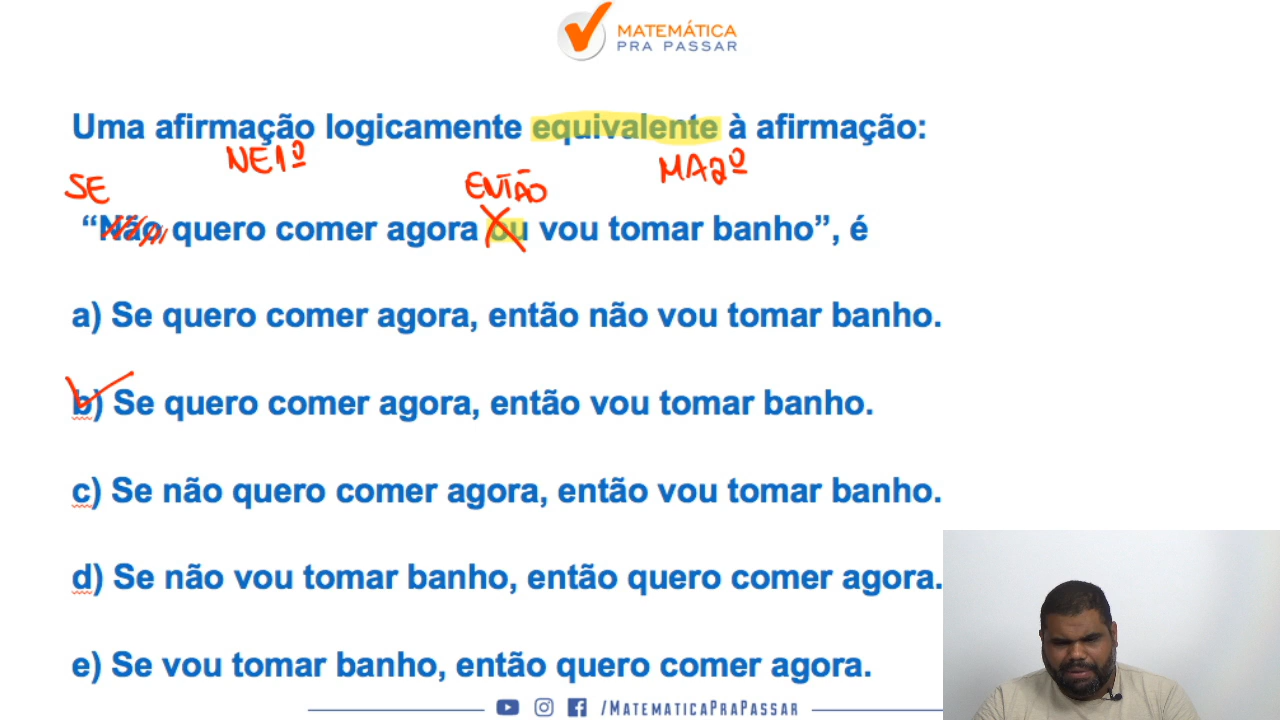 MATEMÁTICA
PRA PASSAR
Uma afirmação logicamente equivalente à afirmação:
NE1º MA2º
SE ENTÃO
“Não quero comer agora ou vou tomar banho”, é
a) Se quero comer agora, então não vou tomar banho.
b) Se quero comer agora, então vou tomar banho.
c) Se não quero comer agora, então vou tomar banho.
d) Se não vou tomar banho, então quero comer agora.
e) Se vou tomar banho, então quero comer agora.
/MATEMATICAPRAPASSAR